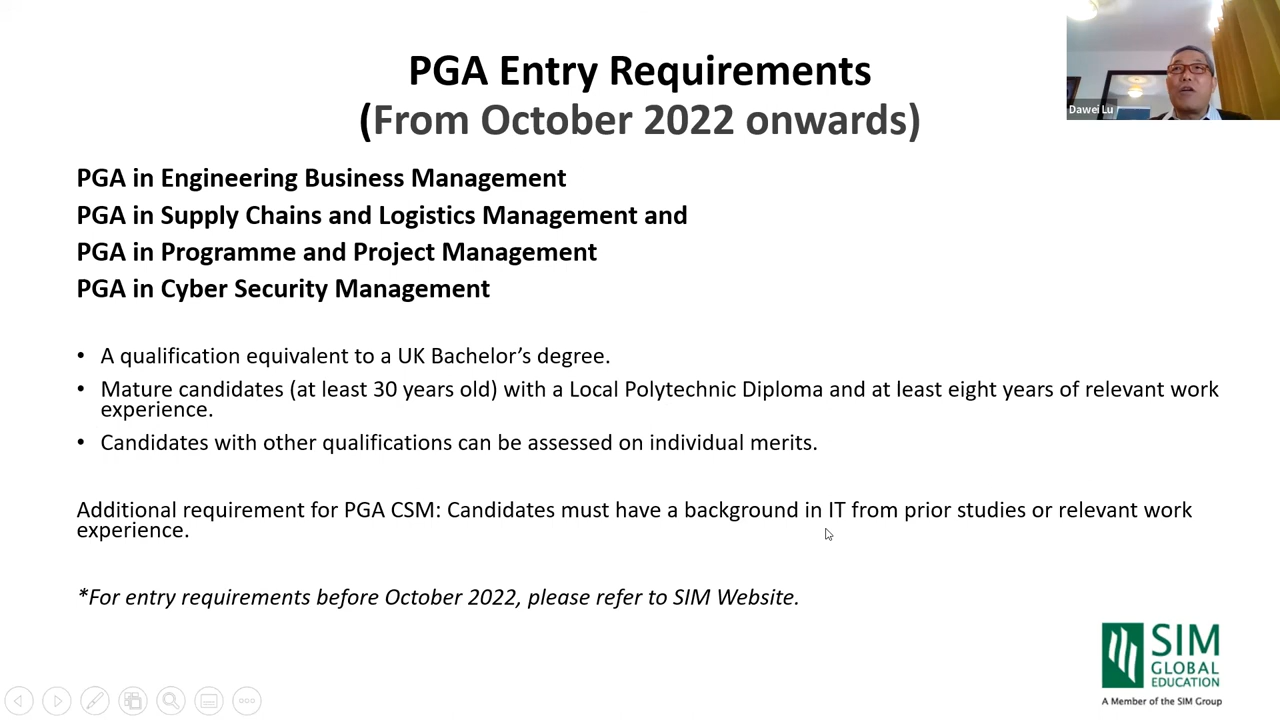 PGA Entry Requirements
(From October 2022 onwards)
Dawei Lu
PGA in Engineering Business Management
PGA in Supply Chains and Logistics Management and
PGA in Programme and Project Management
PGA in Cyber Security Management
• A qualification equivalent to a UK Bachelor’s degree.
• Mature candidates (at least 30 years old) with a Local Polytechnic Diploma and at least eight years of relevant work
experience.
• Candidates with other qualifications can be assessed on individual merits.
Additional requirement for PGA CSM: Candidates must have a background in IT from prior studies or relevant work
experience.
*For entry requirements before October 2022, please refer to SIM Website.
SIM
GLOBAL
EDUCATION
A Member of the SIM Group